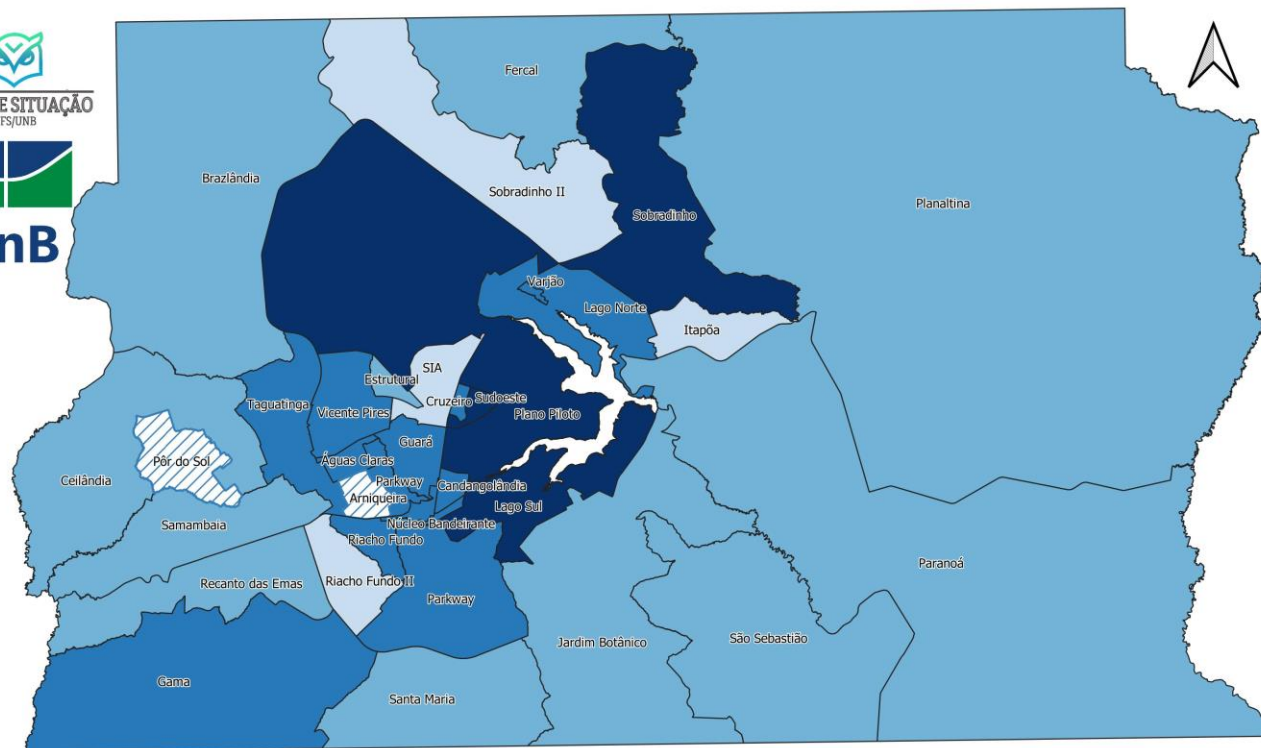 E SITUAÇÃO
FS/UNB
nB
Fercal
Brazlândia
Sobradinho II
Planaltina
Sobradinho
Varjão
Lago Norte
Itapõa
SIA
Estrutural
Cruzeiro
Sudoeste
Taguatinga
Vicente Pires
Plano Piloto
Guará
Pôr do Sol
Águas Claras
Ceilândia
Parkway
Candangolândia
Arniqueira
Lago Sul
Samambaia
Núcleo Bandeirante
Riacho Fundo
Paranoá
Recanto das Emas
Riacho Fundo II
Parkway
São Sebastião
Jardim Botânico
Gama
Santa Maria